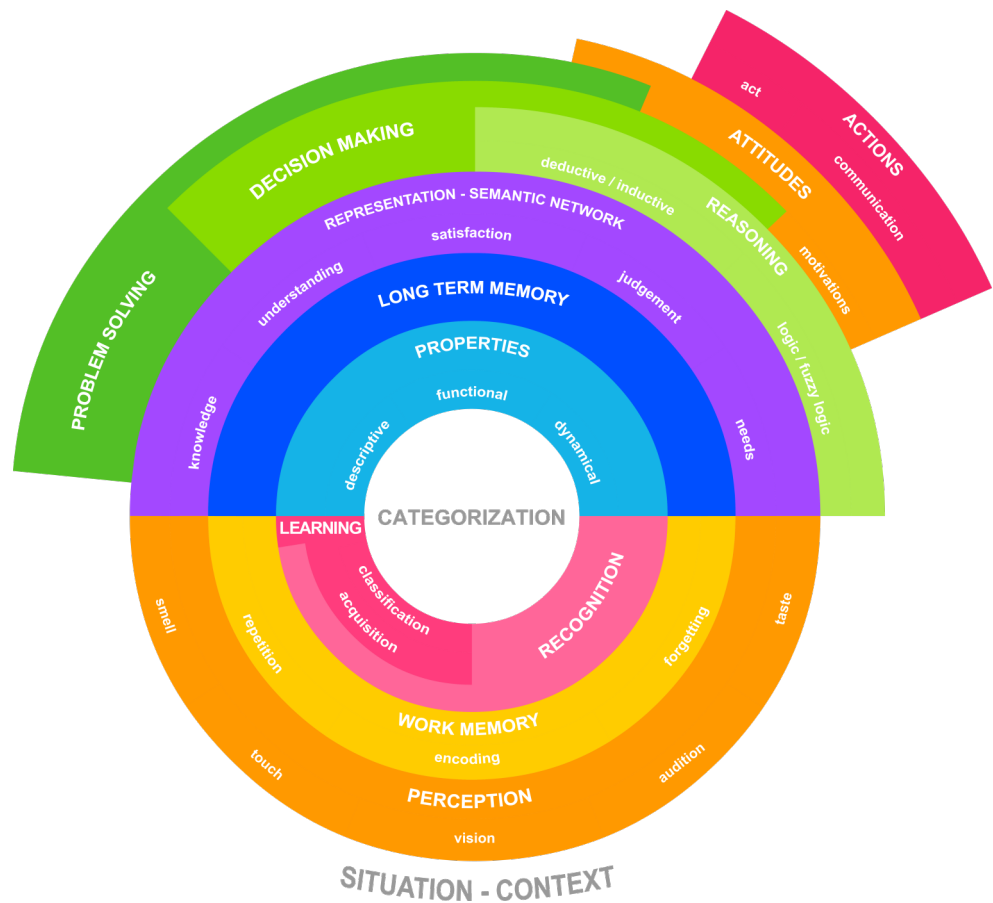 act
ACTIONS
communication
ATTITUDES
motivations
DECISION MAKING
deductive / inductive
REASONING
logic / fuzzy logic
PROBLEM SOLVING
REPRESENTATION - SEMANTIC NETWORK
satisfaction
understanding
judgement
knowledge
needs
LONG TERM MEMORY
PROPERTIES
functional
descriptive
dynamical
CATEGORIZATION
LEARNING
classification
acquisition
RECOGNITION
repetition
forgetting
WORK MEMORY
encoding
smell
taste
touch
audition
PERCEPTION
vision
SITUATION - CONTEXT